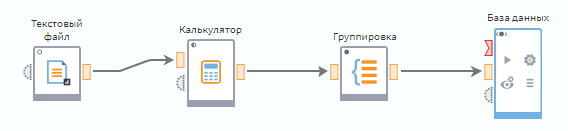 Текстовый
файл
Калькулятор
Группировка
База данных